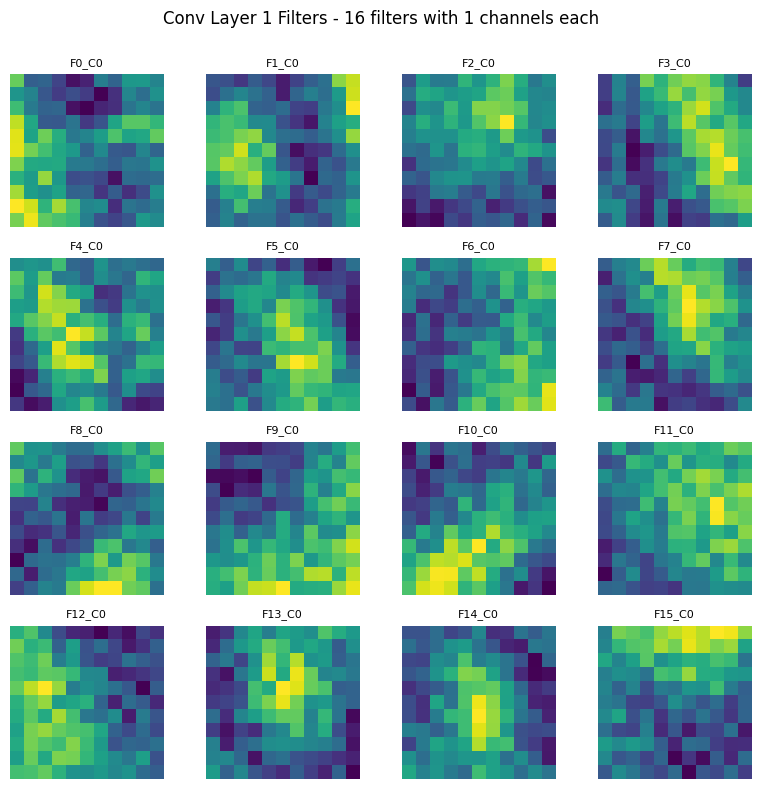 Conv Layer 1 Filters - 16 filters with 1 channels each
F0_C0 F1_C0 F2_C0 F3_C0
F4_C0 F5_C0 F6_C0 F7_C0
F8_C0 F9_C0 F10_C0 F11_C0
F12_C0 F13_C0 F14_C0 F15_C0